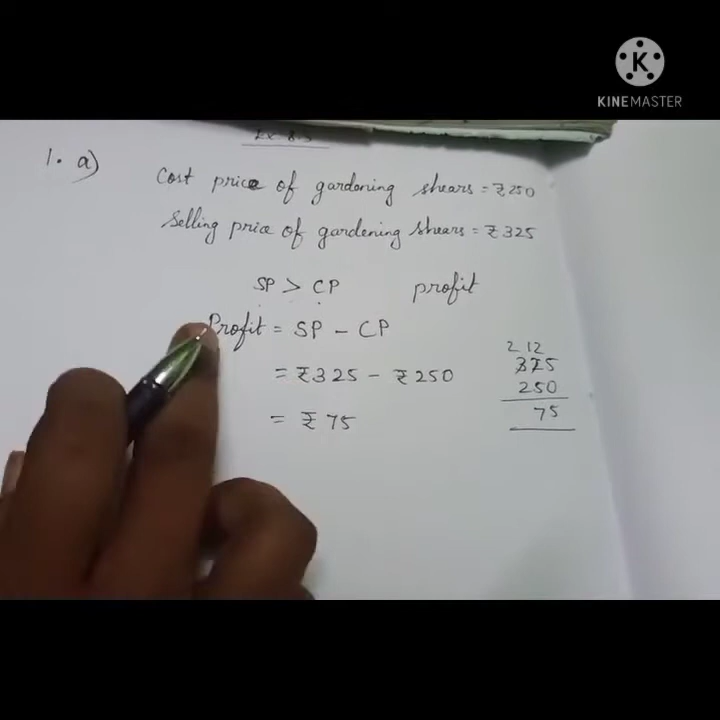 K
KINEMASTER
1. a)
Cost price of gardening shears = ₹250
Selling price of gardening shears = ₹325
SP > CP profit
Profit = SP - CP
= ₹325 - ₹250
= ₹75
2 12
325
250
75